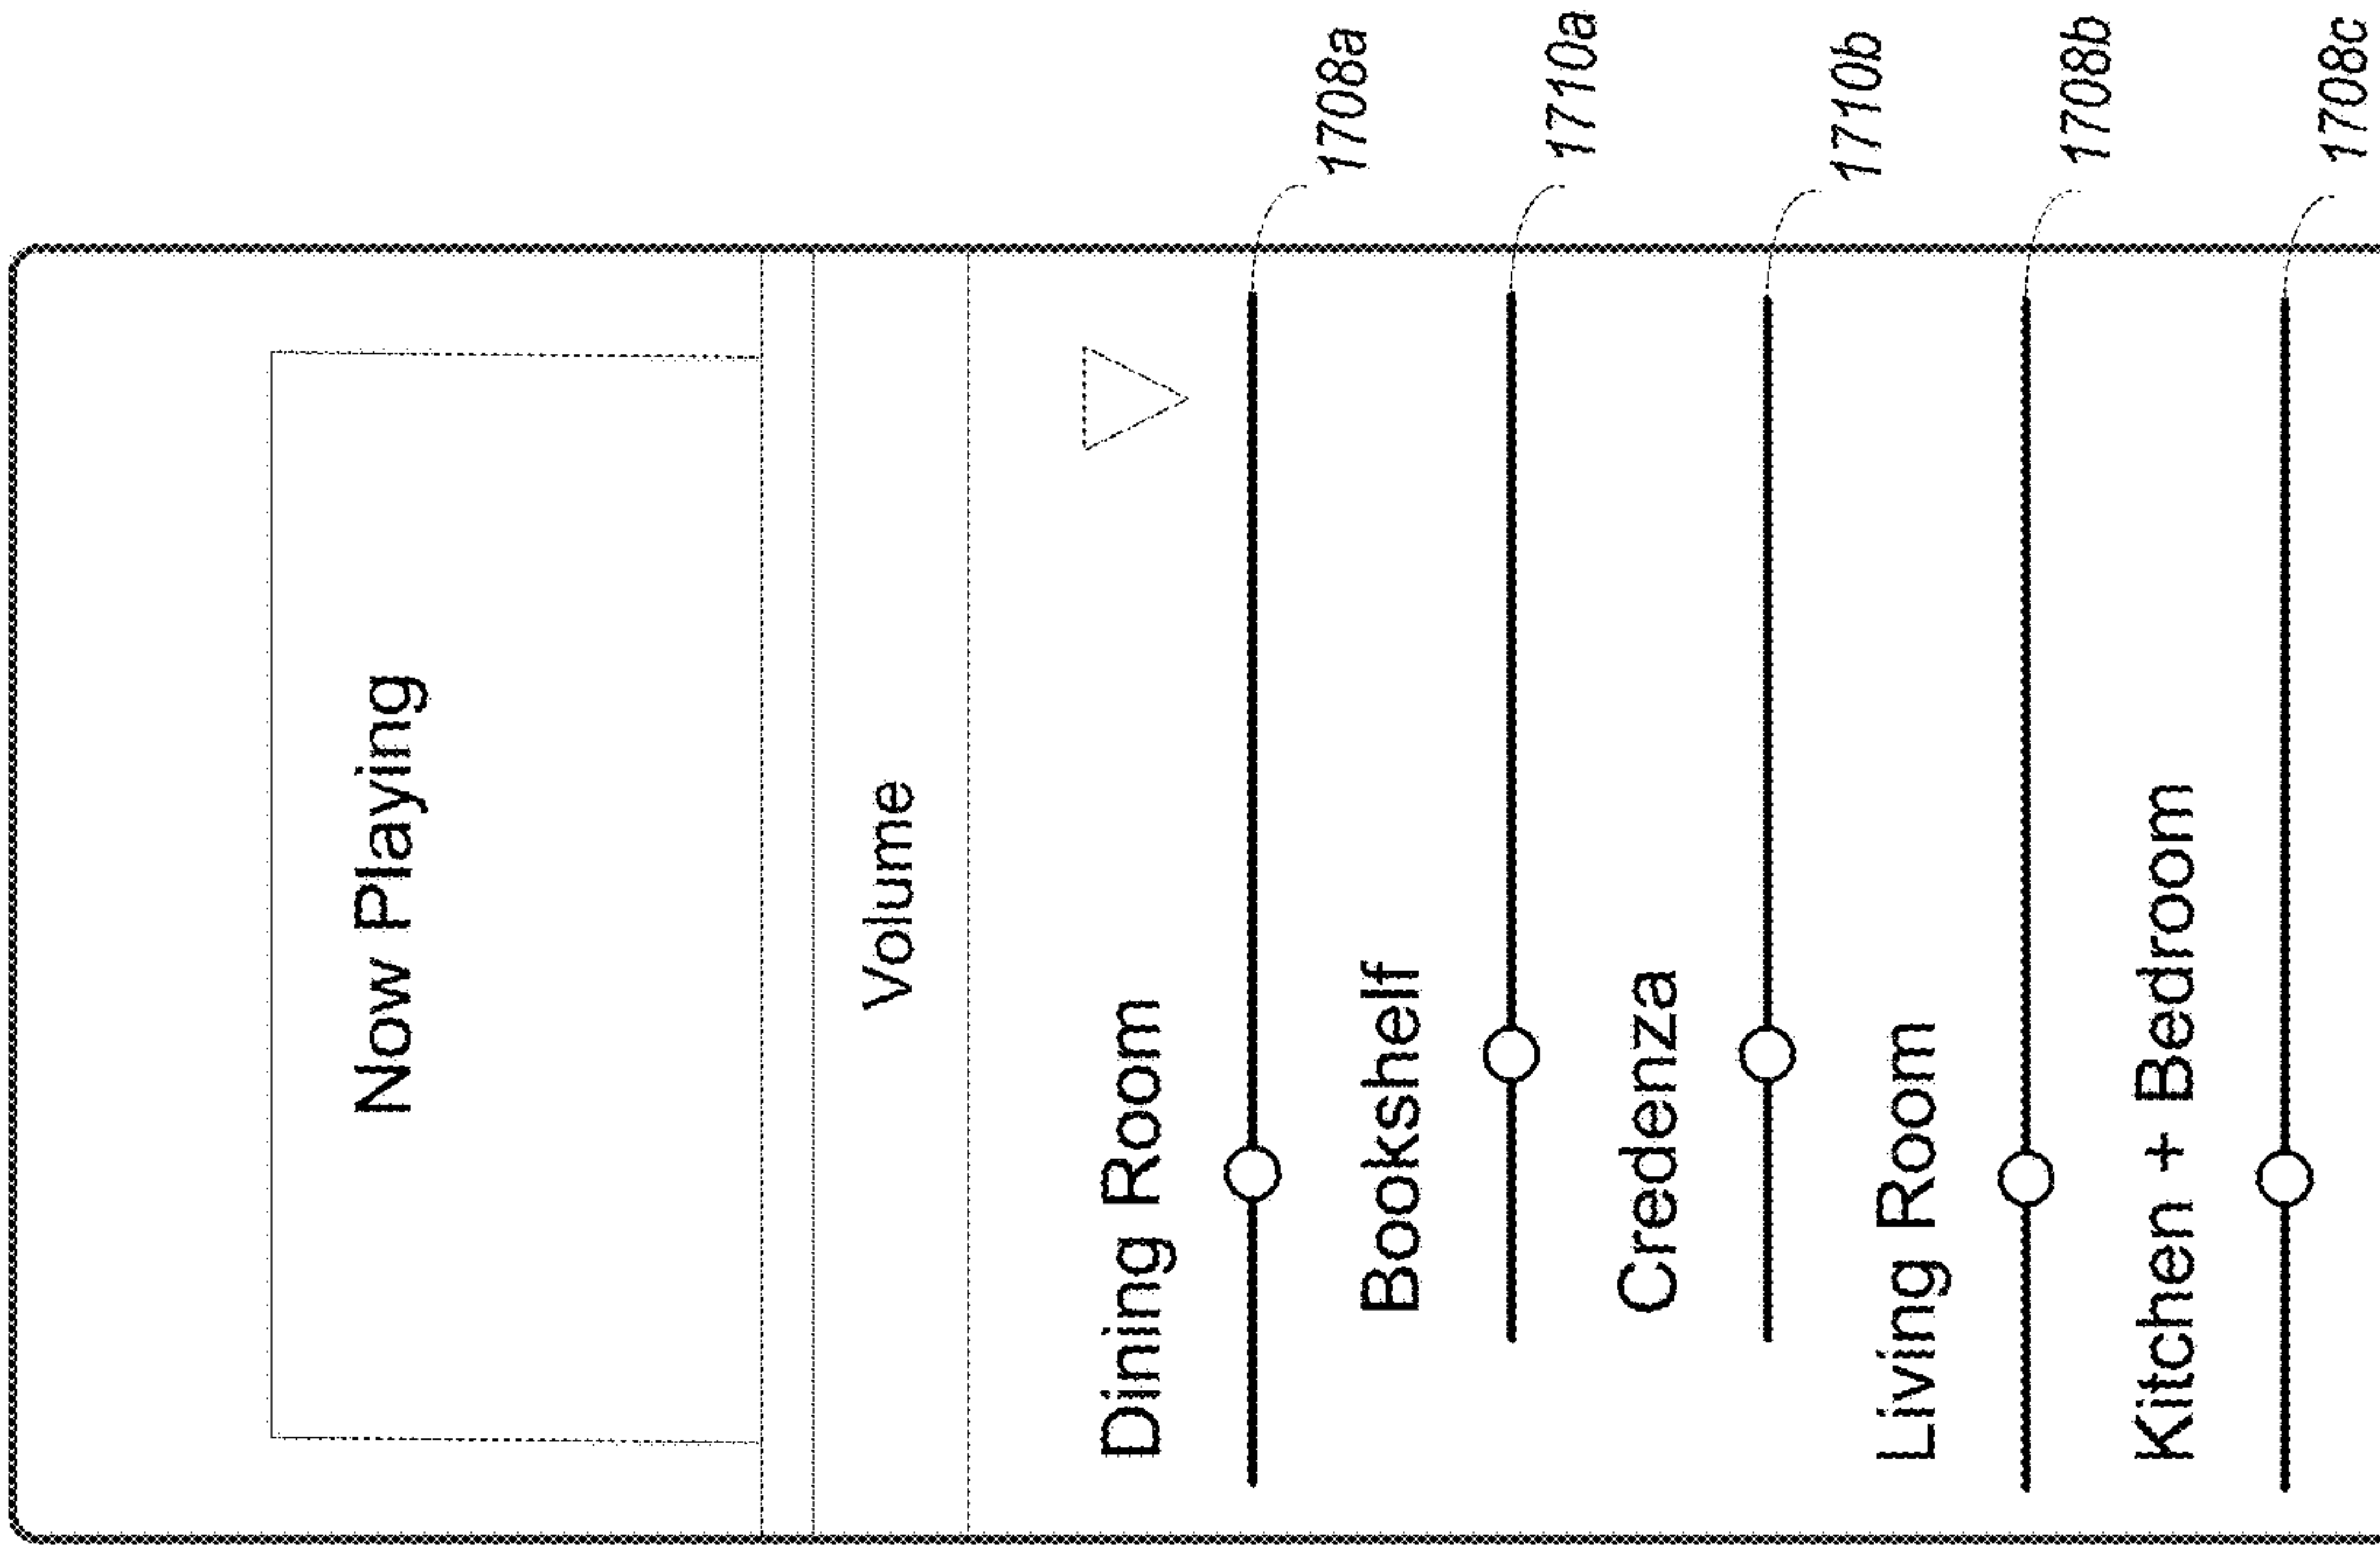 Now Playing
Volume
Dining Room
1708a
Bookshelf
1710a
Credenza
1710b
Living Room
1708b
Kitchen + Bedroom
1708c